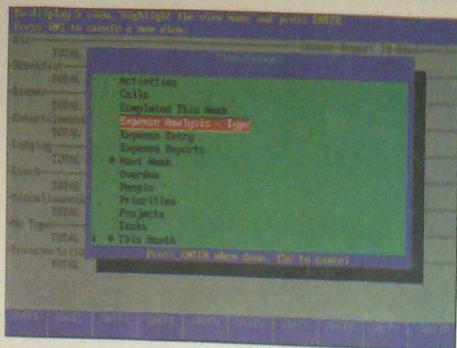 To display a view, highlight the view name and press ENTER
Press INS to create a new view.
Air
TOTAL
Breakfast
TOTAL
Dinner
TOTAL
Entertainment
TOTAL
Lodging
TOTAL
Lunch
TOTAL
Miscellaneous
TOTAL
No Type
TOTAL
Transportation
TOTAL
Activities
Calls
Completed This Week
Expense Analysis - Type
Expense Entry
Expense Reports
Next Week
Overdue
People
Priorities
Projects
Tasks
This Month
Press ENTER when done, ESC to cancel